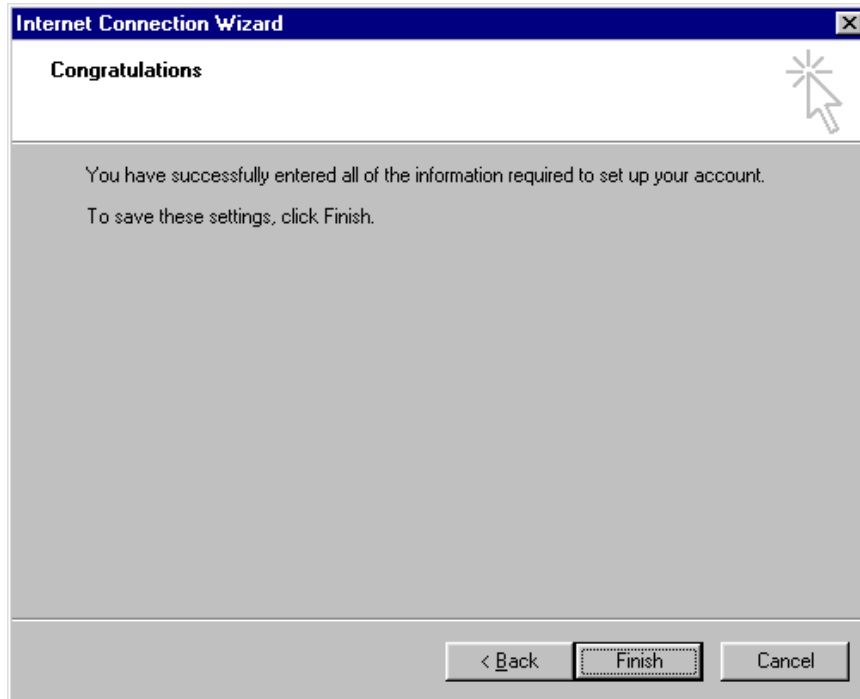 Internet Connection Wizard
Congratulations
You have successfully entered all of the information required to set up your account.
To save these settings, click Finish.
< Back
Finish
Cancel